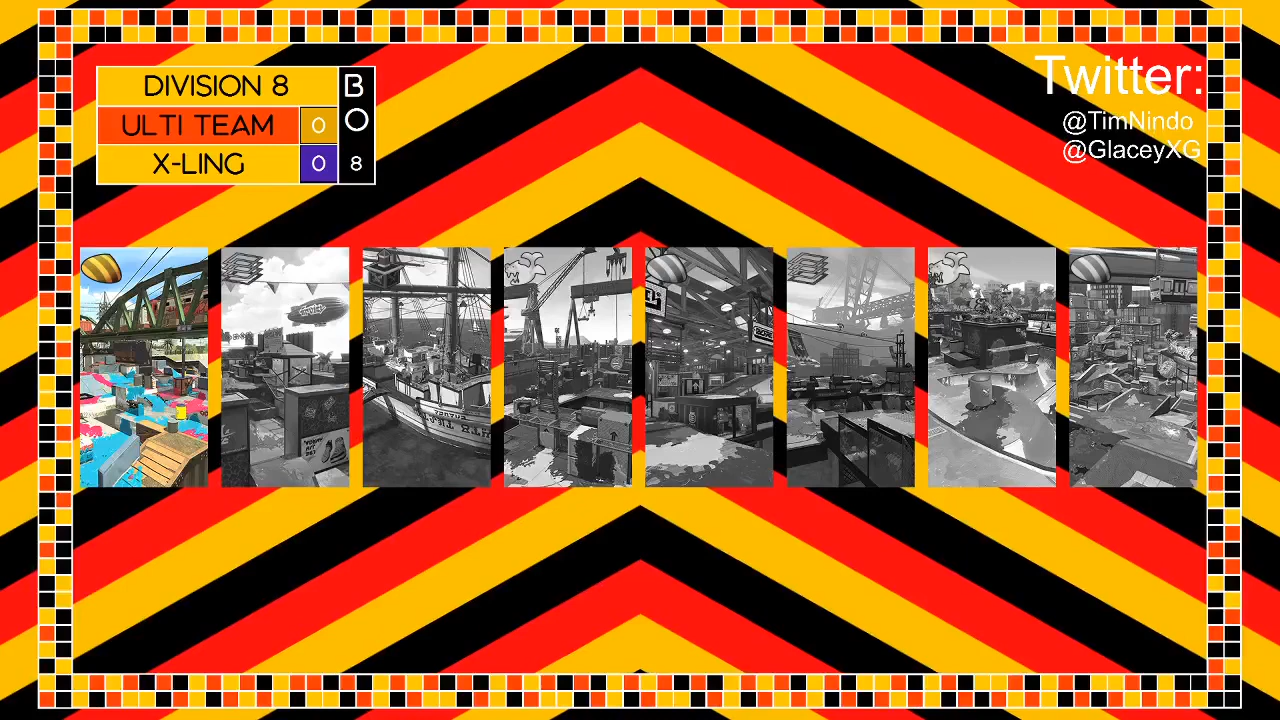 DIVISION 8
ULTI TEAM 0
X-LING 0
B
O
8
Twitter:
@TimNindo
@GlaceyXG